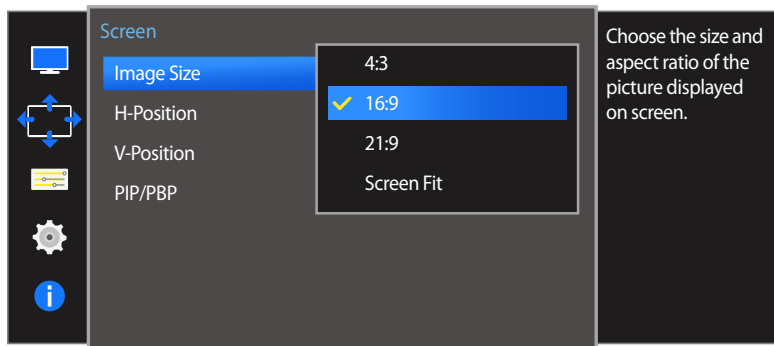 Screen
Image Size
H-Position
V-Position
PIP/PBP
4:3
16:9
21:9
Screen Fit
Choose the size and
aspect ratio of the
picture displayed
on screen.
i